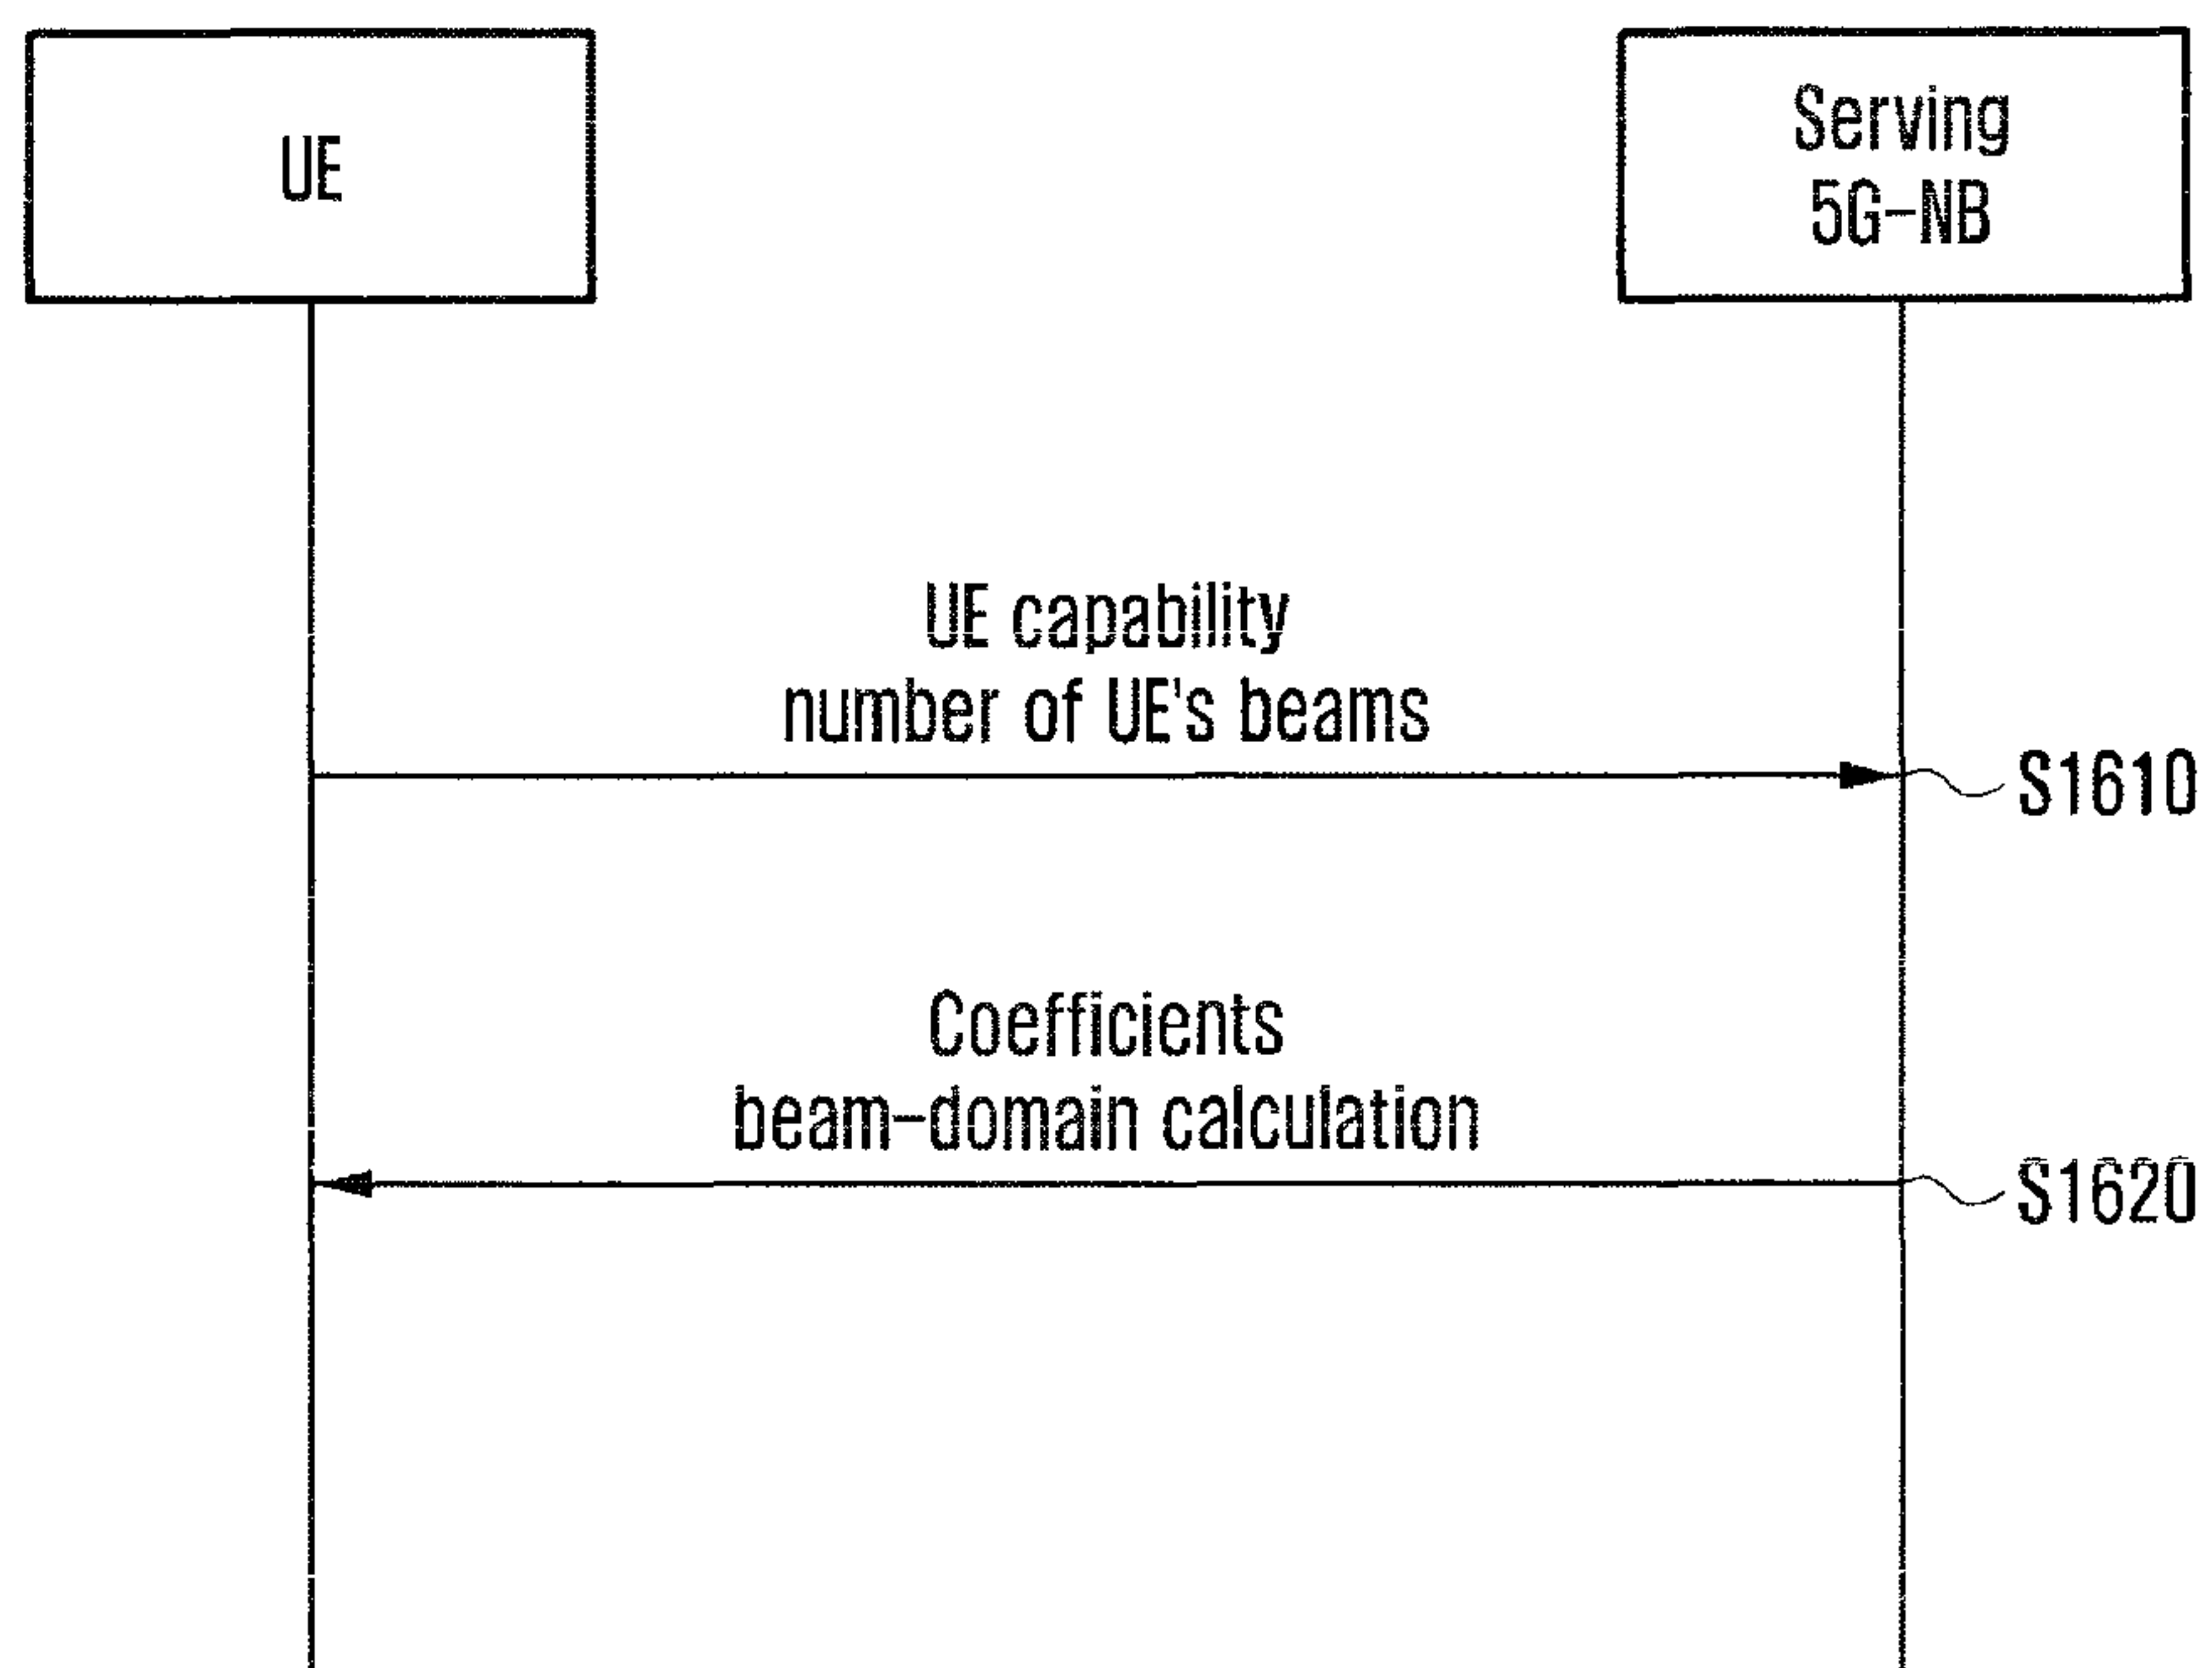 UE
Serving
5G-NB
UE capability
number of UE's beams
S1610
Coefficients
beam-domain calculation
S1620